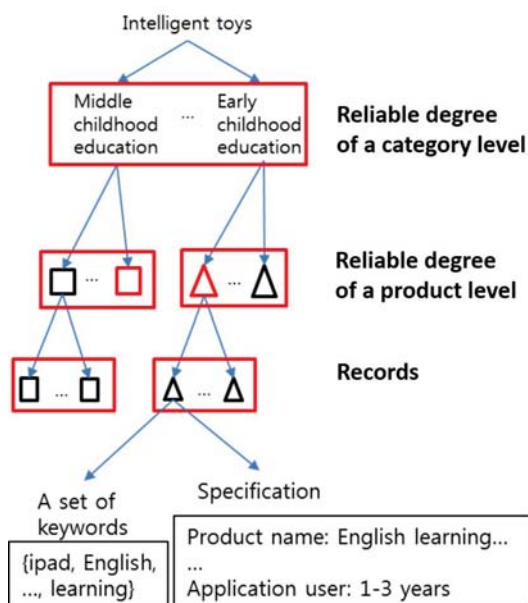 Intelligent toys
Middle
childhood
education
...
Early
childhood
education
Reliable degree
of a category level
...
...
Reliable degree
of a product level
...
...
Records
A set of
keywords
{ipad, English,
..., learning}
Specification
Product name: English learning...
...
Application user: 1-3 years